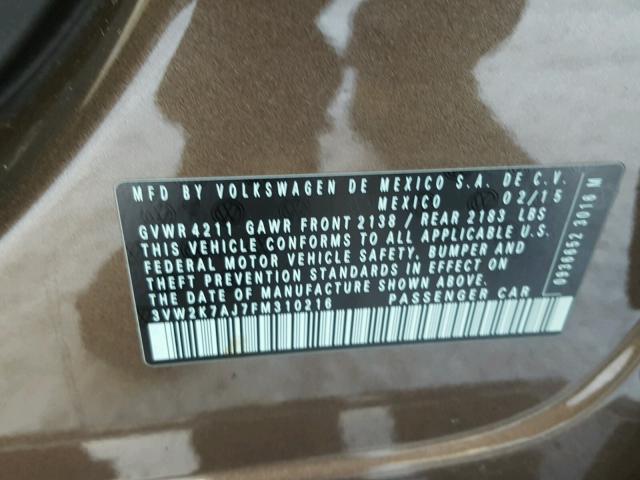 MFD BY VOLKSWAGEN DE MEXICO S.A. DE C.V.
MEXICO 02/15
GVWR 4211 GAWR FRONT 2138 / REAR 2183 LBS
THIS VEHICLE CONFORMS TO ALL APPLICABLE U.S.
FEDERAL MOTOR VEHICLE SAFETY, BUMPER AND
THEFT PREVENTION STANDARDS IN EFFECT ON
THE DATE OF MANUFACTURE SHOWN ABOVE.
3VW2K7AJ7FM310216 PASSENGER CAR
0936652 3016 M